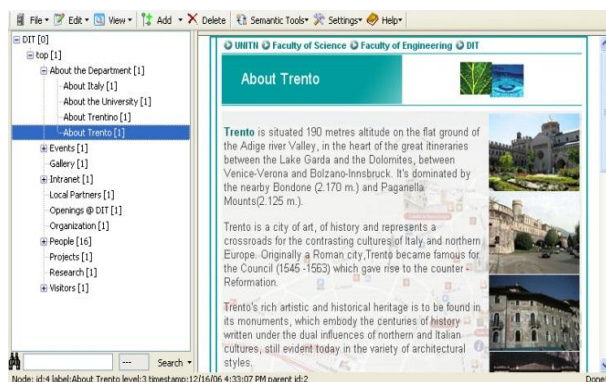 File Edit View Add Delete Semantic Tools Settings Help
DIT [0]
top [1]
About the Department [1]
About Italy [1]
About the University [1]
About Trentino [1]
About Trento [1]
Events [1]
Gallery [1]
Intranet [1]
Local Partners [1]
Openings @ DIT [1]
Organization [1]
People [16]
Projects [1]
Research [1]
Visitors [1]
--- Search
UNITN Faculty of Science Faculty of Engineering DIT
About Trento
Trento is situated 190 metres altitude on the flat ground of
the Adige river Valley, in the heart of the great itineraries
between the Lake Garda and the Dolomites, between
Venice-Verona and Bolzano-Innsbruck. It's dominated by
the nearby Bondone (2.170 m.) and Paganella
Mounts(2.125 m.).
Trento is a city of art, of history and represents a
crossroads for the contrasting cultures of Italy and northern
Europe. Originally a Roman city,Trento became famous for
the Council (1545 -1563) which gave rise to the counter-
Reformation.
Trento's rich artistic and historical heritage is to be found in
its monuments, which embody the centuries of history
written under the dual influences of northern and Italian
cultures, still evident today in the variety of architectural
styles.
Node: id:4 label:About Trento level:3 timestamp:12/16/06 4:33:07 PM parent id:2
Done